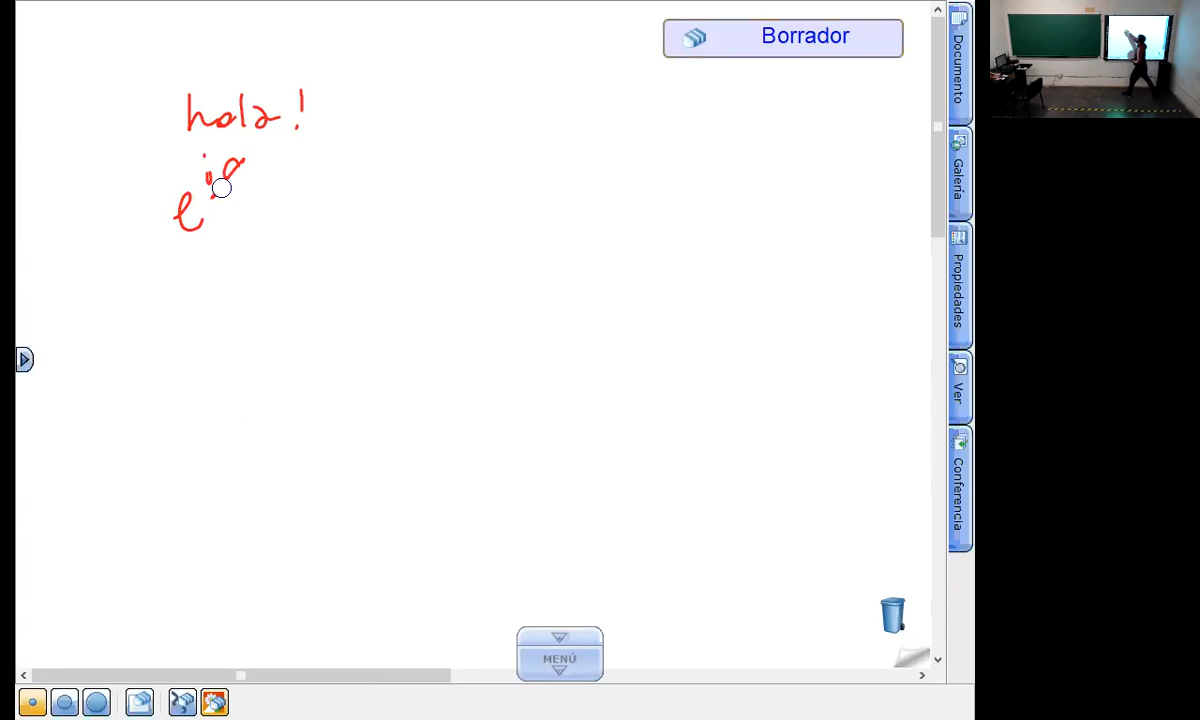 Borrador
hola!
Documento
Galería
Propiedades
Ver
Conferencia
MENÚ